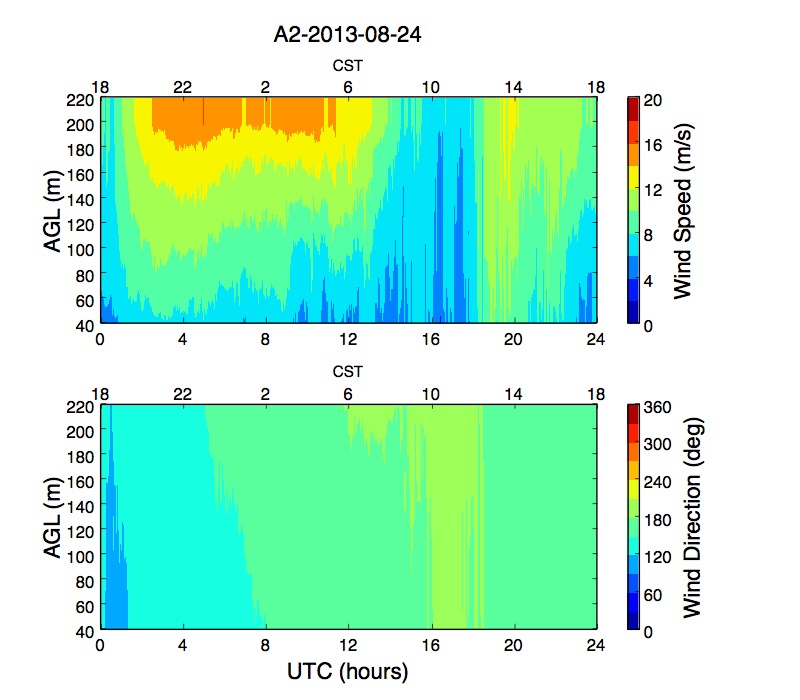 A2-2013-08-24
CST
18 22 2 6 10 14 18
220
200
180
160
140
120
100
80
60
40
AGL (m)
0 4 8 12 16 20 24
20
16
12
8
4
0
Wind Speed (m/s)
CST
18 22 2 6 10 14 18
220
200
180
160
140
120
100
80
60
40
AGL (m)
0 4 8 12 16 20 24
UTC (hours)
360
300
240
180
120
60
0
Wind Direction (deg)